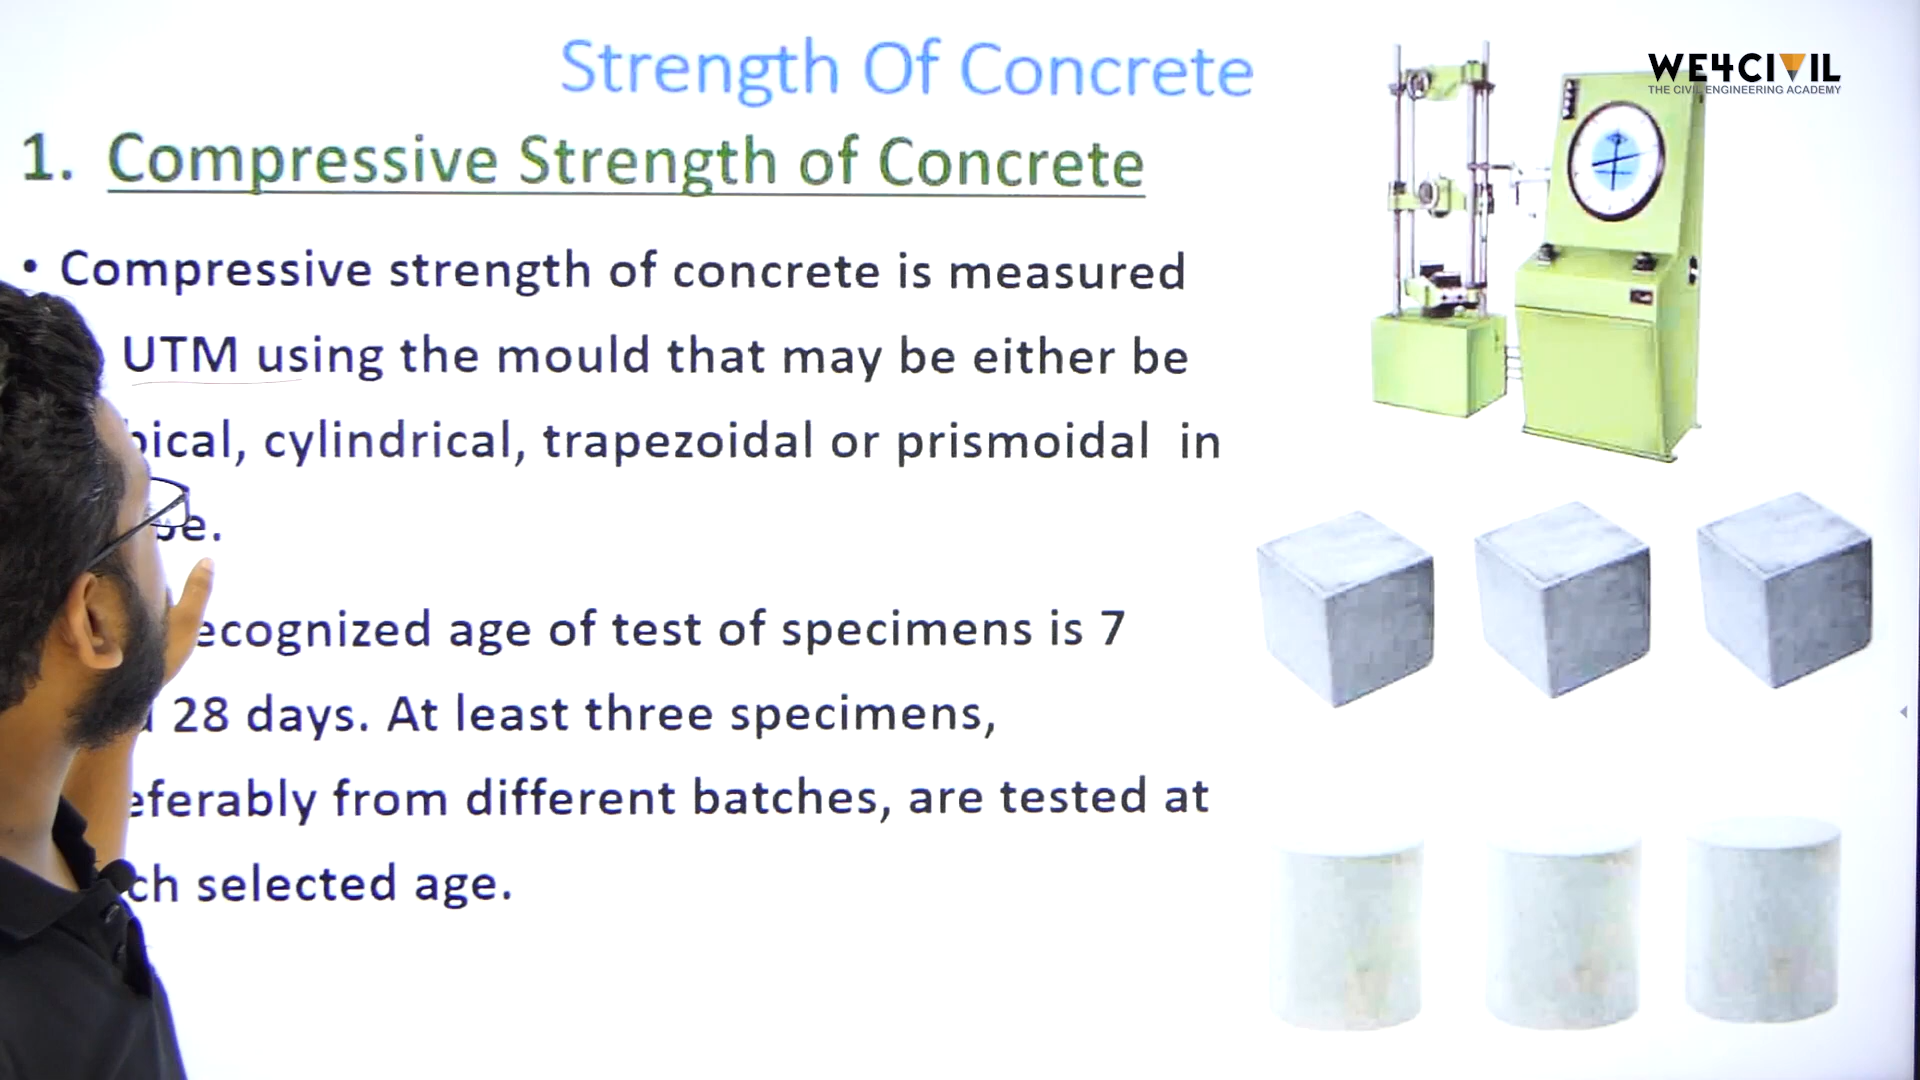 WE4CIVIL
THE CIVIL ENGINEERING ACADEMY
Strength Of Concrete
1. Compressive Strength of Concrete
• Compressive strength of concrete is measured
UTM using the mould that may be either be
bical, cylindrical, trapezoidal or prismoidal in
pe.
ecognized age of test of specimens is 7
28 days. At least three specimens,
eferably from different batches, are tested at
ch selected age.